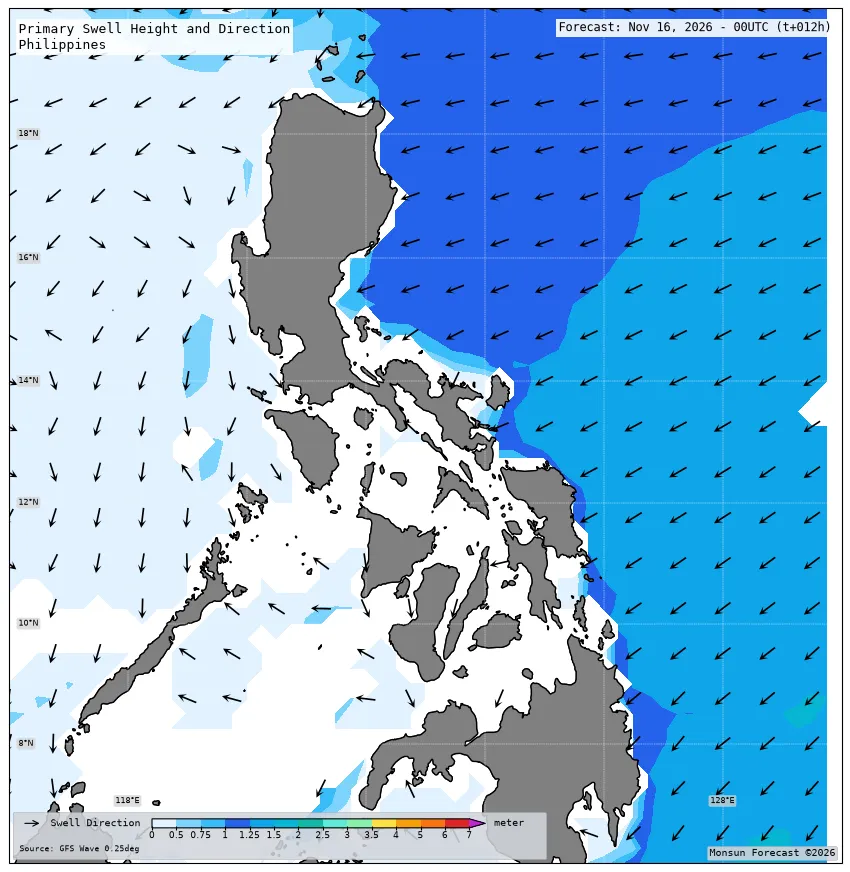 Primary Swell Height and Direction
Philippines
Forecast: Nov 16, 2026 - 00UTC (t+012h)
18°N
16°N
14°N
12°N
10°N
8°N
118°E
128°E
Swell Direction
0 0.5 0.75 1 1.25 1.5 2 2.5 3 3.5 4 5 6 7
meter
Source: GFS Wave 0.25deg
Monsun Forecast ©2026